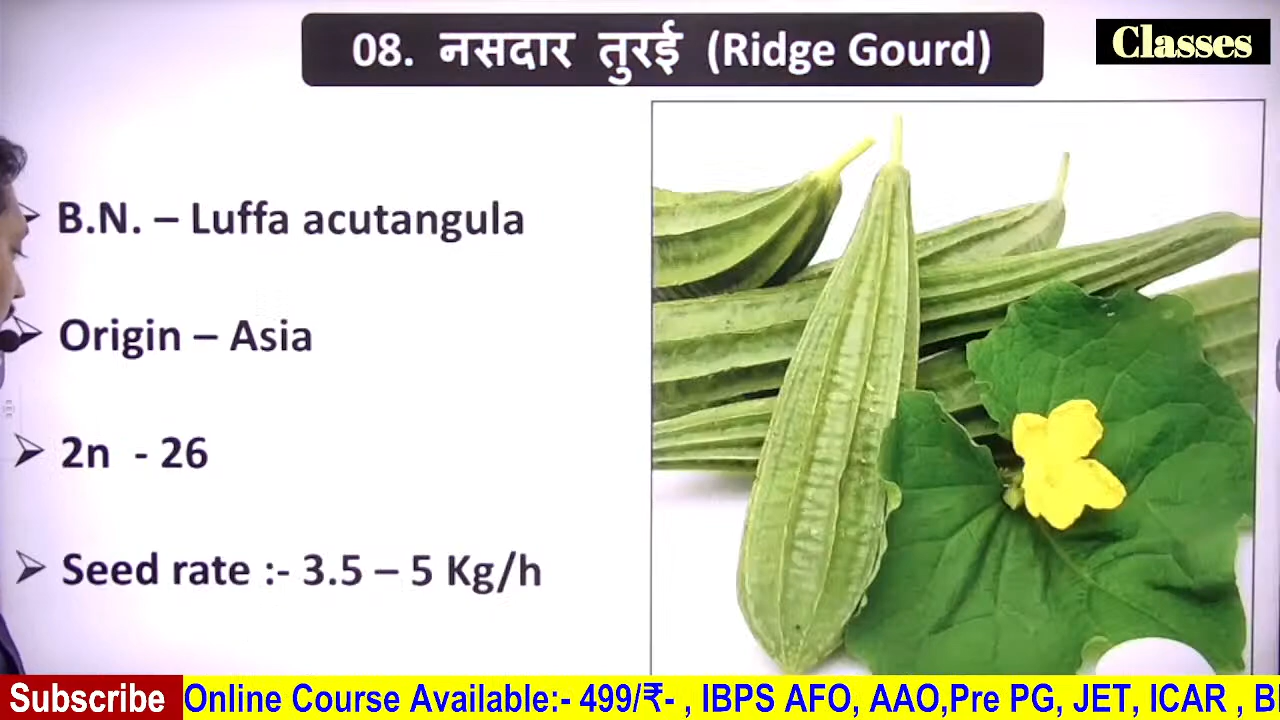 08. नसदार तुरई (Ridge Gourd)
Classes
B.N. – Luffa acutangula
Origin – Asia
2n - 26
Seed rate :- 3.5 – 5 Kg/h
Subscribe Online Course Available:- 499/₹- , IBPS AFO, AAO,Pre PG, JET, ICAR ,